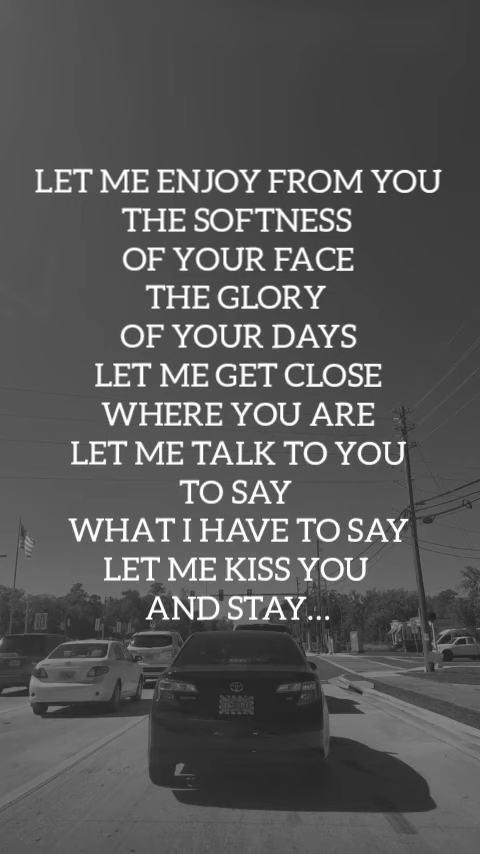 LET ME ENJOY FROM YOU
THE SOFTNESS
OF YOUR FACE
THE GLORY
OF YOUR DAYS
LET ME GET CLOSE
WHERE YOU ARE
LET ME TALK TO YOU
TO SAY
WHAT I HAVE TO SAY
LET ME KISS YOU
AND STAY...